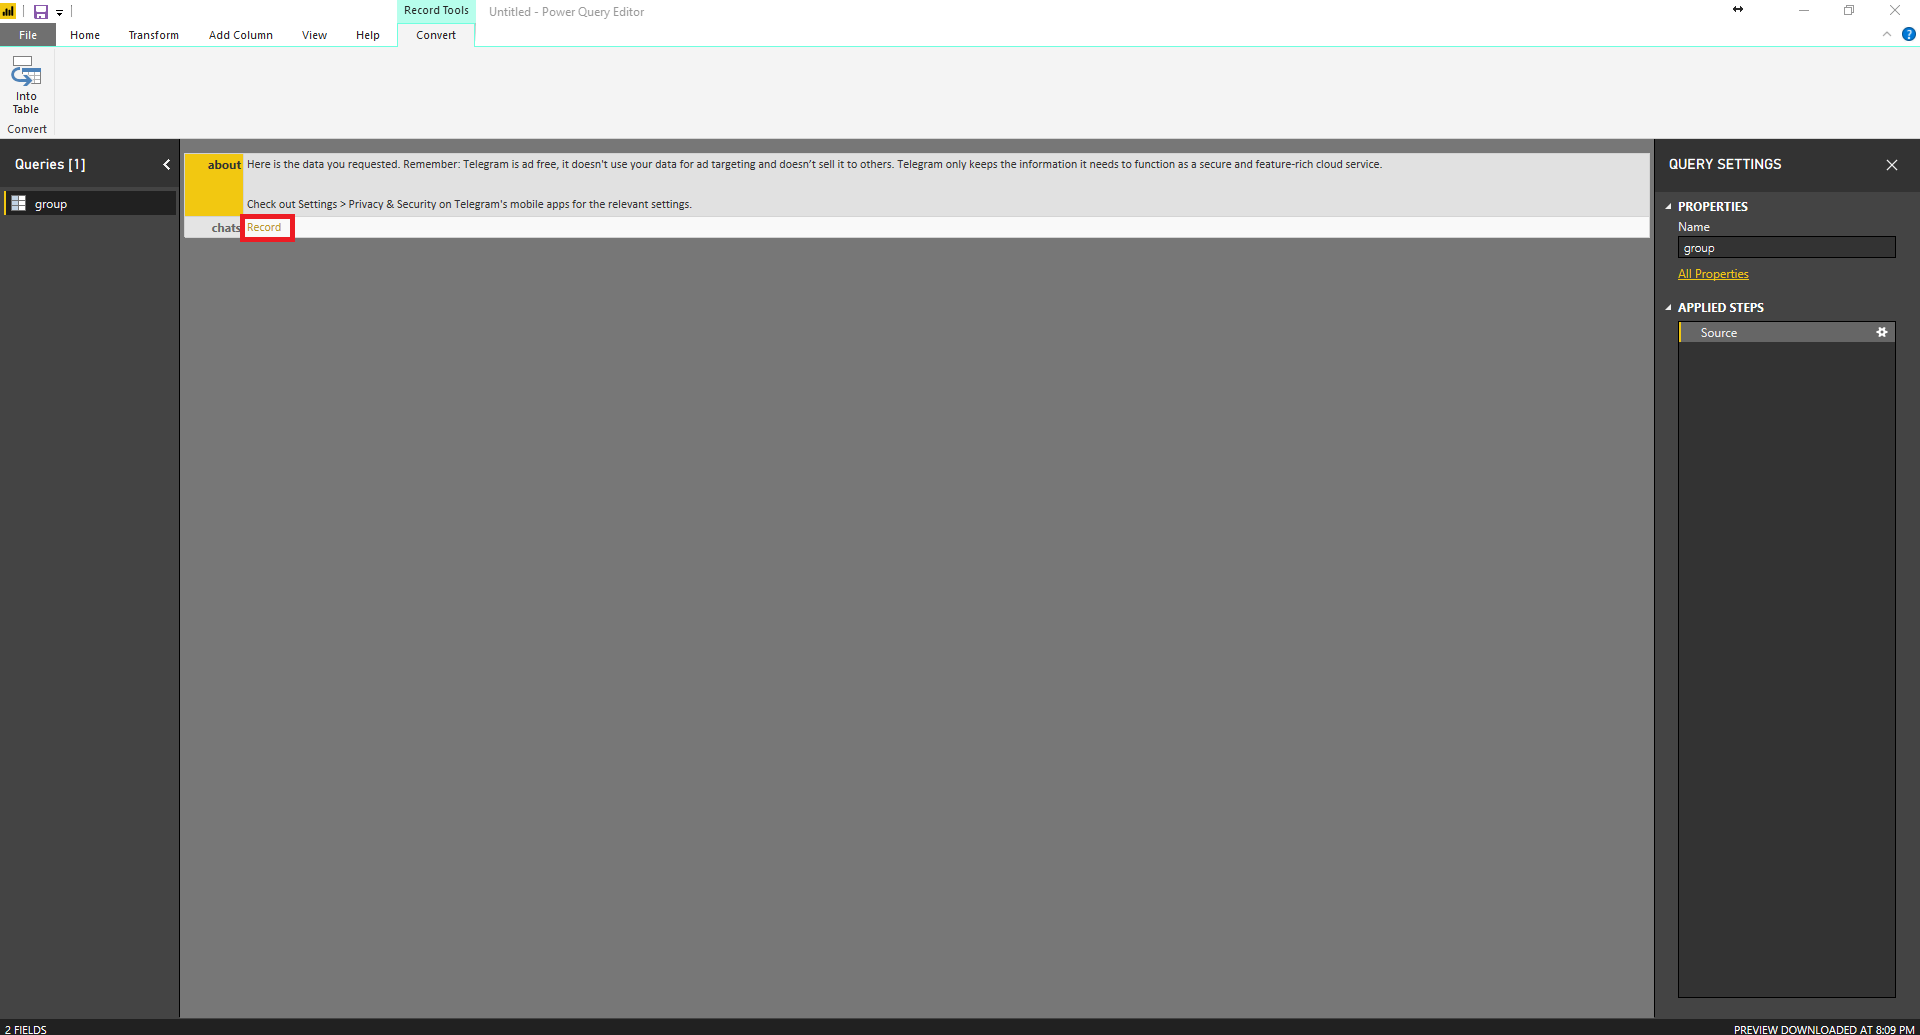 Record Tools
Untitled - Power Query Editor
File
Home
Transform
Add Column
View
Help
Convert
Into
Table
Convert
Queries [1]
group
about
Here is the data you requested. Remember: Telegram is ad free, it doesn't use your data for ad targeting and doesn’t sell it to others. Telegram only keeps the information it needs to function as a secure and feature-rich cloud service.
Check out Settings > Privacy & Security on Telegram's mobile apps for the relevant settings.
chats
Record
QUERY SETTINGS
PROPERTIES
Name
group
All Properties
APPLIED STEPS
Source
2 FIELDS
PREVIEW DOWNLOADED AT 8:09 PM